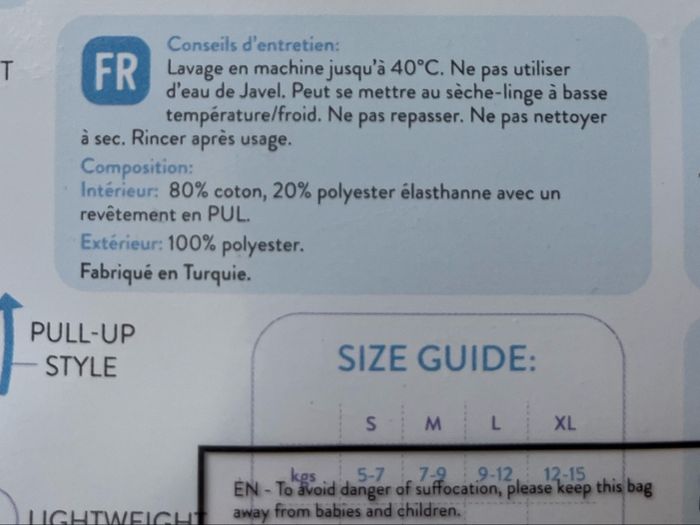 FR
Conseils d'entretien:
Lavage en machine jusqu'à 40°C. Ne pas utiliser
d'eau de Javel. Peut se mettre au sèche-linge à basse
température/froid. Ne pas repasser. Ne pas nettoyer
à sec. Rincer après usage.
Composition:
Intérieur: 80% coton, 20% polyester élasthanne avec un
revêtement en PUL.
Extérieur: 100% polyester.
Fabriqué en Turquie.
T
PULL-UP
STYLE
SIZE GUIDE:
S M L XL
kgs 5-7 7-9 9-12 12-15
EN - To avoid danger of suffocation, please keep this bag
away from babies and children.
LIGHTWEIGHT